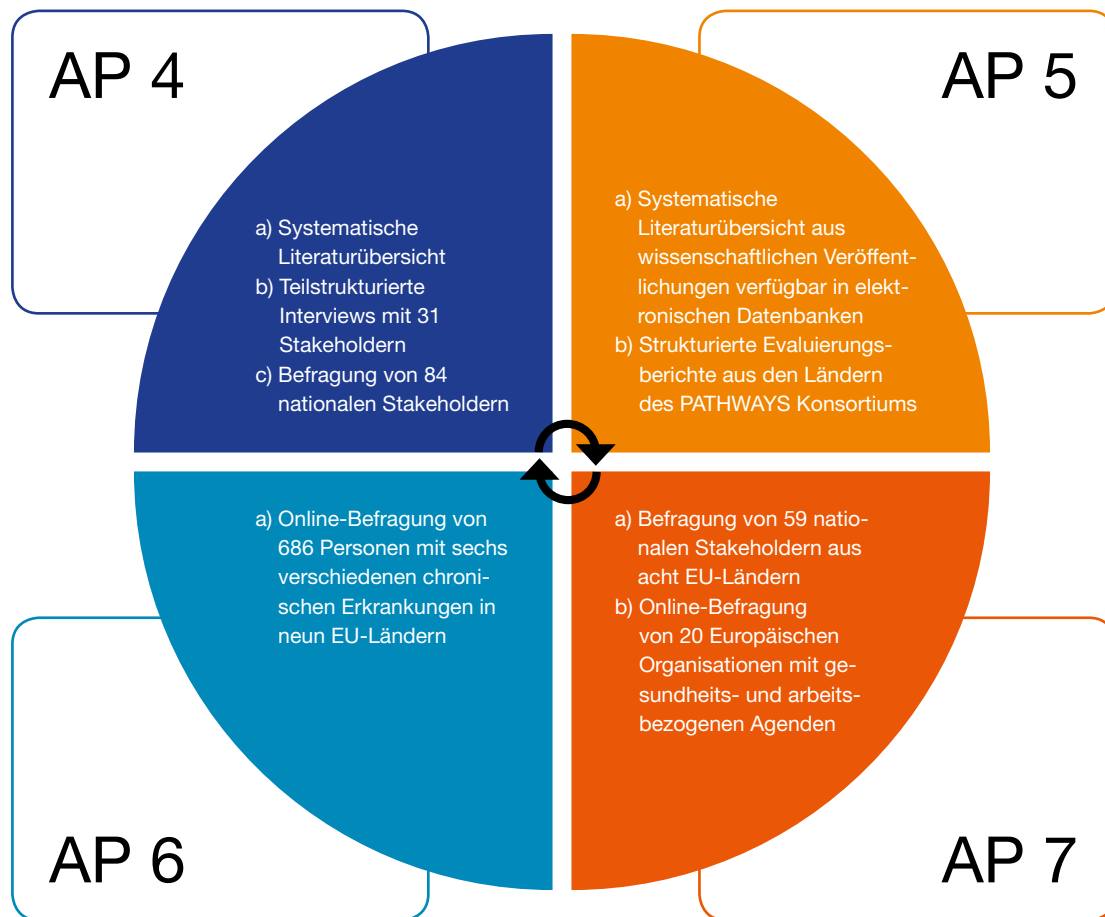 AP 4
a) Systematische
Literaturübersicht
b) Teilstrukturierte
Interviews mit 31
Stakeholdern
c) Befragung von 84
nationalen Stakeholdern
AP 5
a) Systematische
Literaturübersicht aus
wissenschaftlichen Veröffent-
lichungen verfügbar in elekt-
ronischen Datenbanken
b) Strukturierte Evaluierungs-
berichte aus den Ländern
des PATHWAYS Konsortiums
a) Online-Befragung von
686 Personen mit sechs
verschiedenen chroni-
schen Erkrankungen in
neun EU-Ländern
AP 6
a) Befragung von 59 natio-
nalen Stakeholdern aus
acht EU-Ländern
b) Online-Befragung
von 20 Europäischen
Organisationen mit ge-
sundheits- und arbeits-
bezogenen Agenden
AP 7